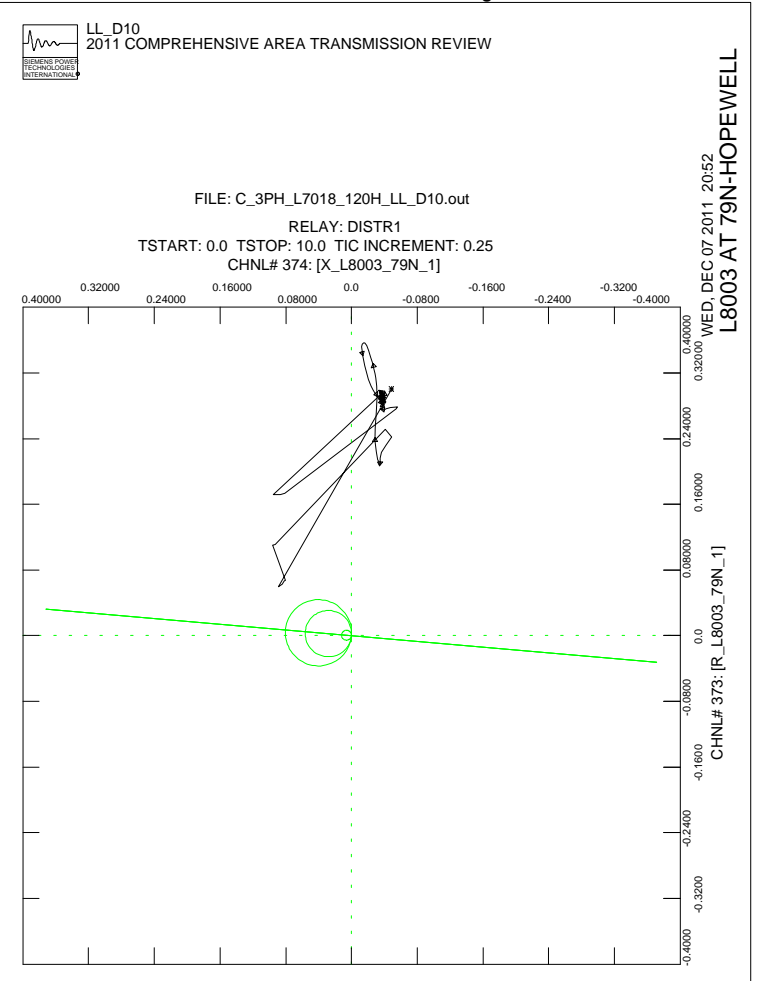 LL_D10
2011 COMPREHENSIVE AREA TRANSMISSION REVIEW
SIEMENS POWER
TECHNOLOGIES
INTERNATIONAL
FILE: C_3PH_L7018_120H_LL_D10.out
RELAY: DISTR1
TSTART: 0.0 TSTOP: 10.0 TIC INCREMENT: 0.25
CHNL# 374: [X_L8003_79N_1]
0.40000 0.32000 0.24000 0.16000 0.08000 0.0 -0.0800 -0.1600 -0.2400 -0.3200 -0.4000
WED, DEC 07 2011 20:52
L8003 AT 79N-HOPEWELL
0.40000
0.32000
0.24000
0.16000
0.08000
0.0
-0.0800
-0.1600
-0.2400
-0.3200
-0.4000
CHNL# 373: [R_L8003_79N_1]